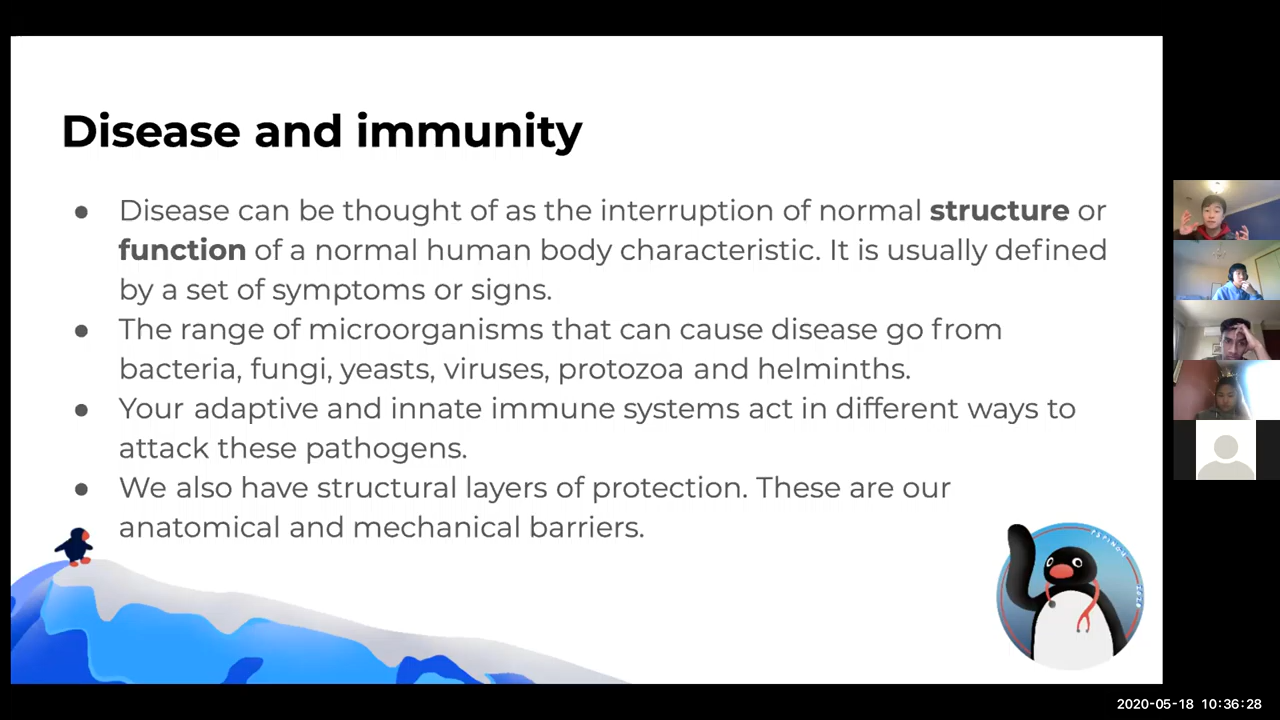 Disease and immunity
● Disease can be thought of as the interruption of normal structure or
function of a normal human body characteristic. It is usually defined
by a set of symptoms or signs.
● The range of microorganisms that can cause disease go from
bacteria, fungi, yeasts, viruses, protozoa and helminths.
● Your adaptive and innate immune systems act in different ways to
attack these pathogens.
● We also have structural layers of protection. These are our
anatomical and mechanical barriers.
2020-05-18 10:36:28